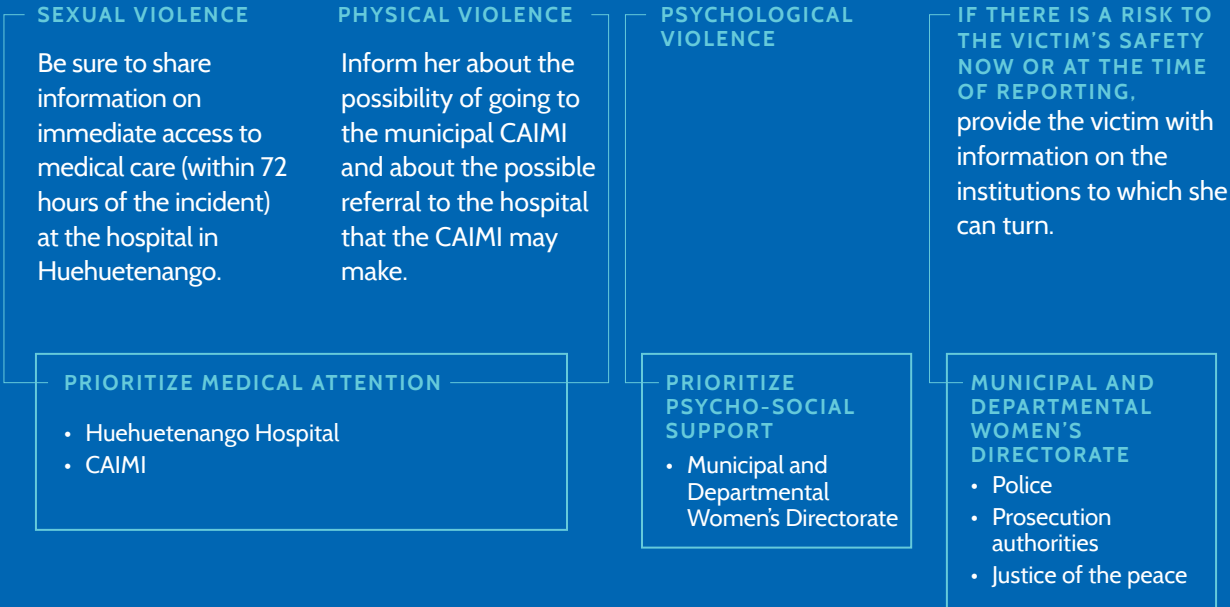 SEXUAL VIOLENCE
Be sure to share
information on
immediate access to
medical care (within 72
hours of the incident)
at the hospital in
Huehuetenango.
PHYSICAL VIOLENCE
Inform her about the
possibility of going to
the municipal CAIMI
and about the possible
referral to the hospital
that the CAIMI may
make.
PRIORITIZE MEDICAL ATTENTION
• Huehuetenango Hospital
• CAIMI
PSYCHOLOGICAL
VIOLENCE
PRIORITIZE
PSYCHO-SOCIAL
SUPPORT
• Municipal and
Departmental
Women's Directorate
IF THERE IS A RISK TO
THE VICTIM'S SAFETY
NOW OR AT THE TIME
OF REPORTING,
provide the victim with
information on the
institutions to which she
can turn.
MUNICIPAL AND
DEPARTMENTAL
WOMEN'S
DIRECTORATE
• Police
• Prosecution
authorities
• Justice of the peace